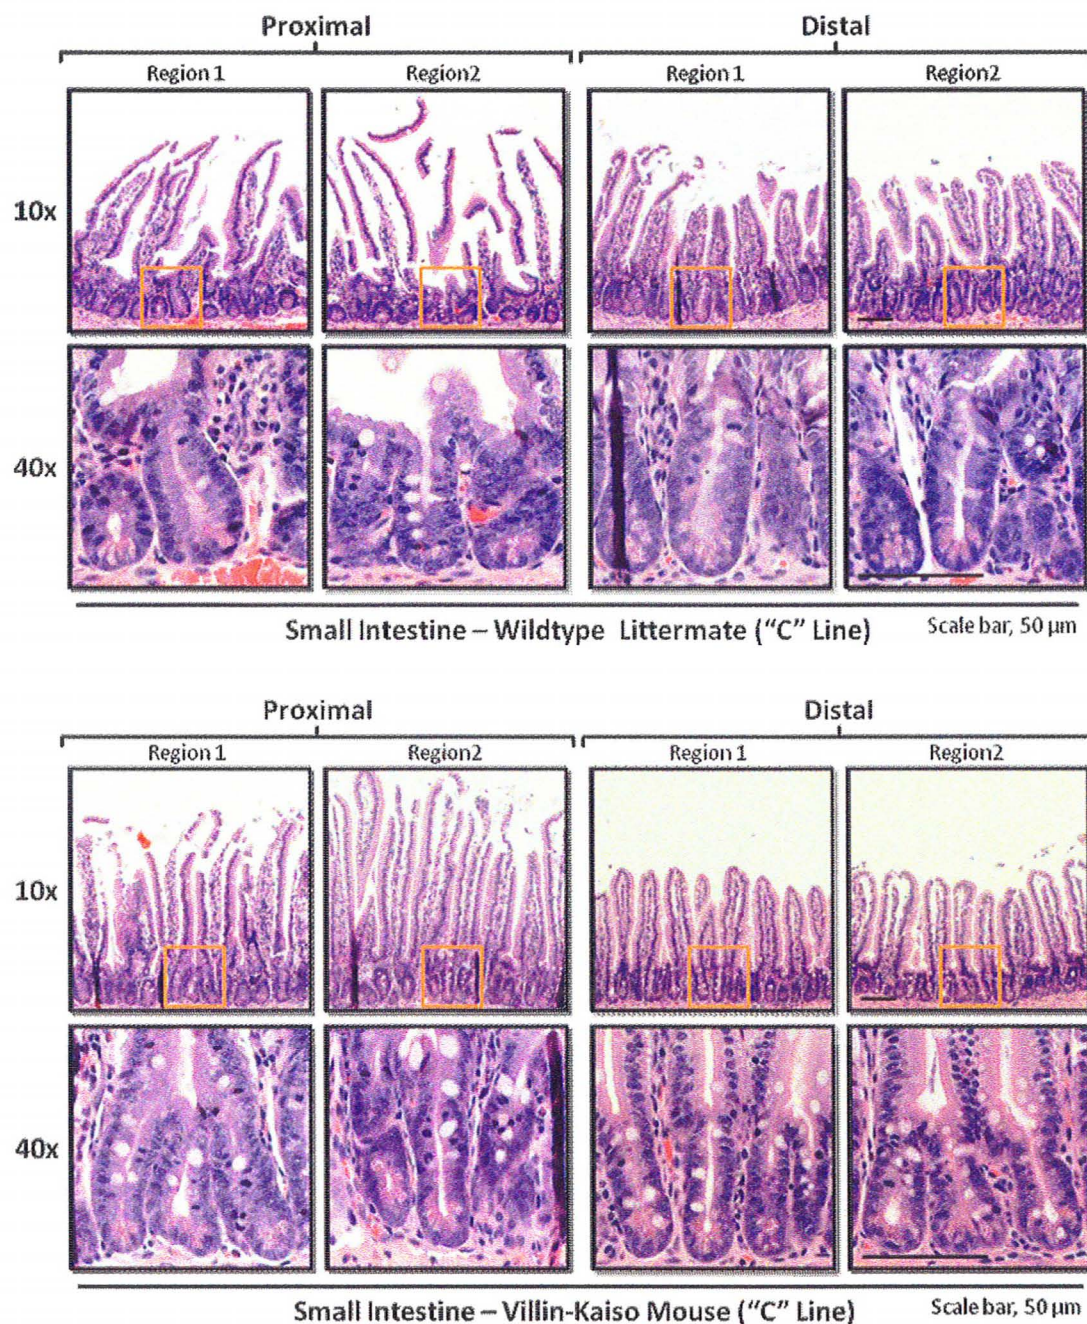 Proximal Distal
Region 1 Region2 Region 1 Region2
10x
40x
Small Intestine – Wildtype Littermate ("C" Line) Scale bar, 50 µm
Proximal Distal
Region 1 Region2 Region 1 Region2
10x
40x
Small Intestine – Villin-Kaiso Mouse ("C" Line) Scale bar, 50 µm